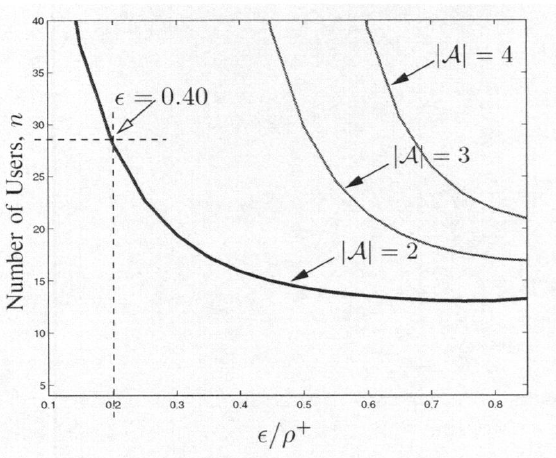 40
35
30
25
20
15
10
5
0.1
0.2
0.3
0.4
0.5
0.6
0.7
0.8
Number of Users, n
ϵ/ρ⁺
ϵ = 0.40
|𝒜| = 4
|𝒜| = 3
|𝒜| = 2